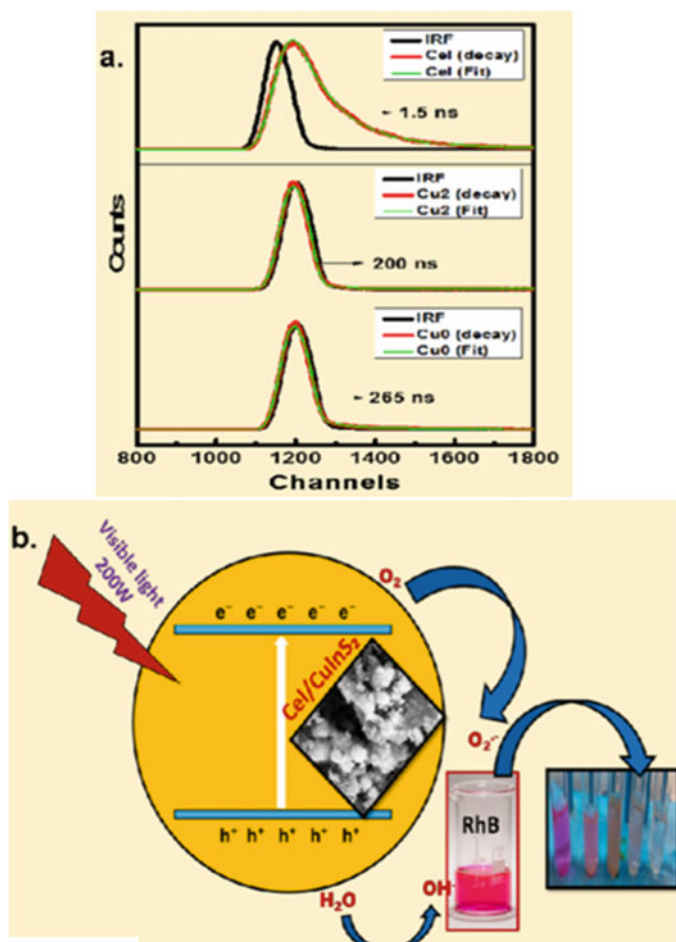 a.
IRF
Cel (decay)
Cel (Fit)
~ 1.5 ns
IRF
Cu2 (decay)
Cu2 (Fit)
200 ns
IRF
Cu0 (decay)
Cu0 (Fit)
~ 265 ns
Counts
800 1000 1200 1400 1600 1800
Channels
b.
Visible light
200W
O₂
e⁻ e⁻ e⁻ e⁻ e⁻
Cel/CuInS₂
O₂·⁻
RhB
h⁺ h⁺ h⁺ h⁺ h⁺
OH
H₂O